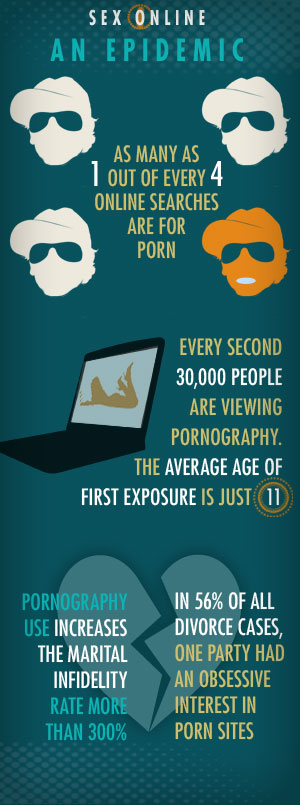 SEX ONLINE
AN EPIDEMIC
AS MANY AS
1 OUT OF EVERY 4
ONLINE SEARCHES
ARE FOR
PORN
EVERY SECOND
30,000 PEOPLE
ARE VIEWING
PORNOGRAPHY.
THE AVERAGE AGE OF
FIRST EXPOSURE IS JUST 11
PORNOGRAPHY
USE INCREASES
THE MARITAL
INFIDELITY
RATE MORE
THAN 300%
IN 56% OF ALL
DIVORCE CASES,
ONE PARTY HAD
AN OBSESSIVE
INTEREST IN
PORN SITES